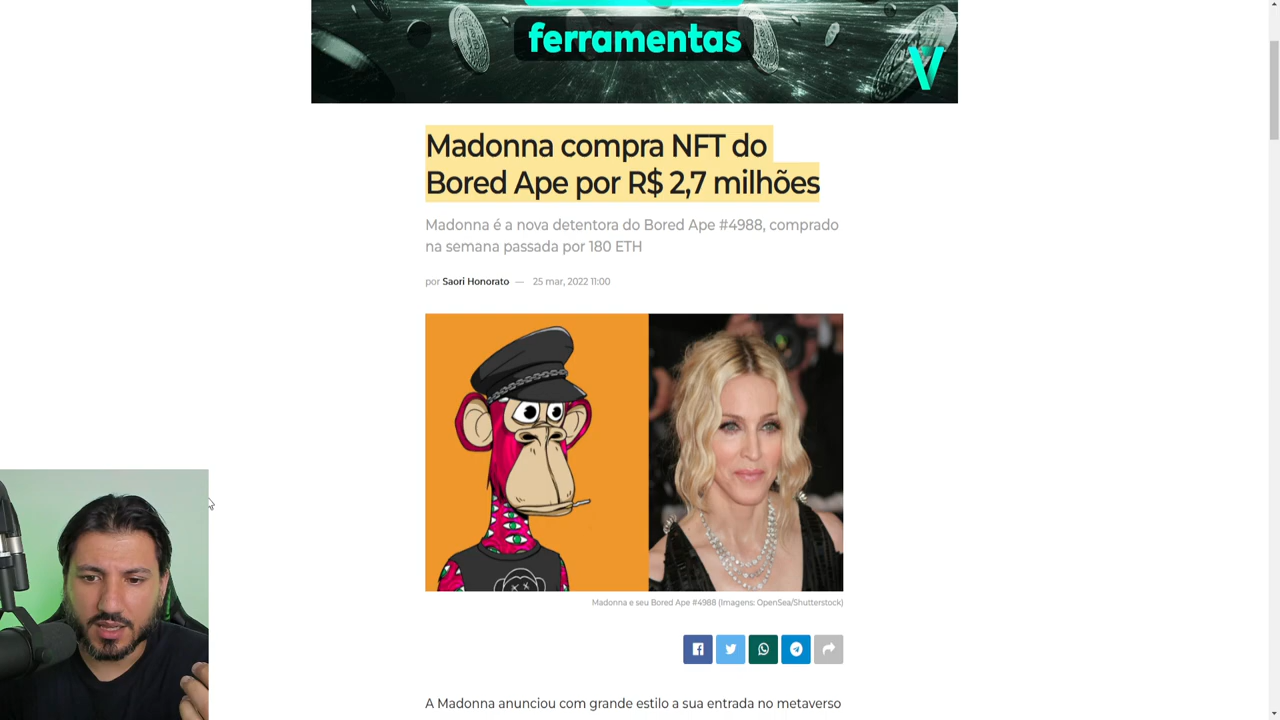 ferramentas
Madonna compra NFT do
Bored Ape por R$ 2,7 milhões
Madonna é a nova detentora do Bored Ape #4988, comprado
na semana passada por 180 ETH
por Saori Honorato — 25 mar, 2022 11:00
Madonna e seu Bored Ape #4988 (Imagens: OpenSea/Shutterstock)
A Madonna anunciou com grande estilo a sua entrada no metaverso